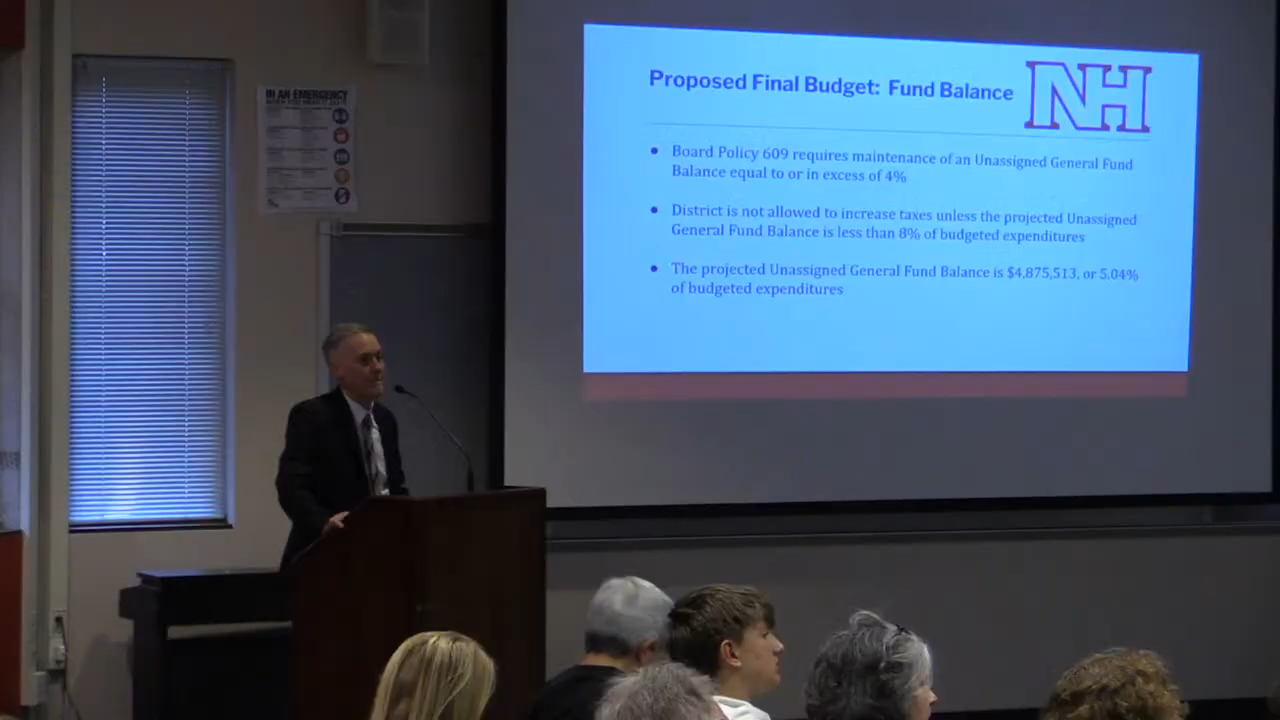 IN AN EMERGENCY
Proposed Final Budget: Fund Balance
NH
• Board Policy 609 requires maintenance of an Unassigned General Fund
Balance equal to or in excess of 4%
• District is not allowed to increase taxes unless the projected Unassigned
General Fund Balance is less than 8% of budgeted expenditures
• The projected Unassigned General Fund Balance is $4,875,513, or 5.04%
of budgeted expenditures